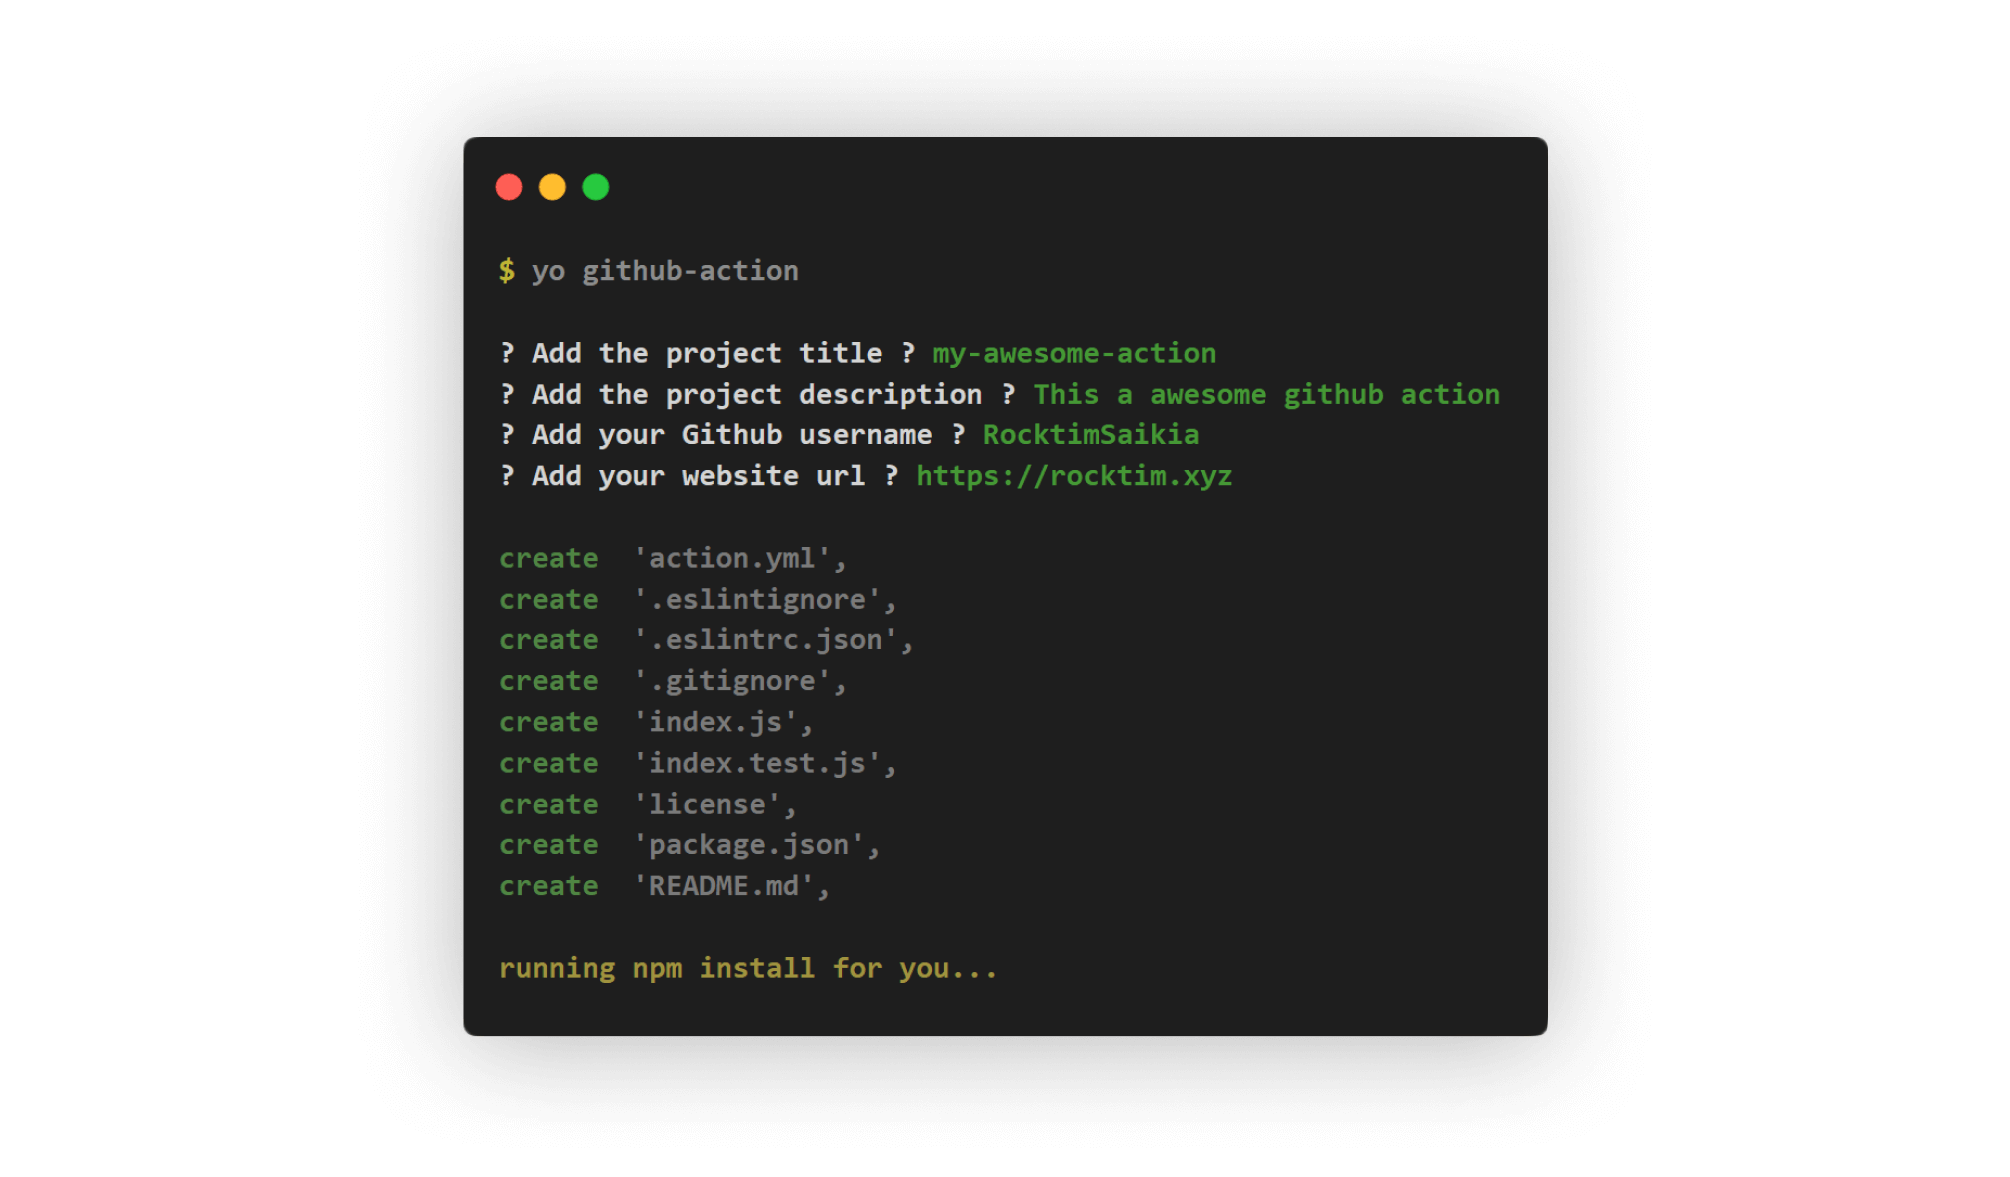 $ yo github-action
? Add the project title ? my-awesome-action
? Add the project description ? This a awesome github action
? Add your Github username ? RocktimSaikia
? Add your website url ? https://rocktim.xyz
create  'action.yml',
create  '.eslintignore',
create  '.eslintrc.json',
create  '.gitignore',
create  'index.js',
create  'index.test.js',
create  'license',
create  'package.json',
create  'README.md',
running npm install for you...